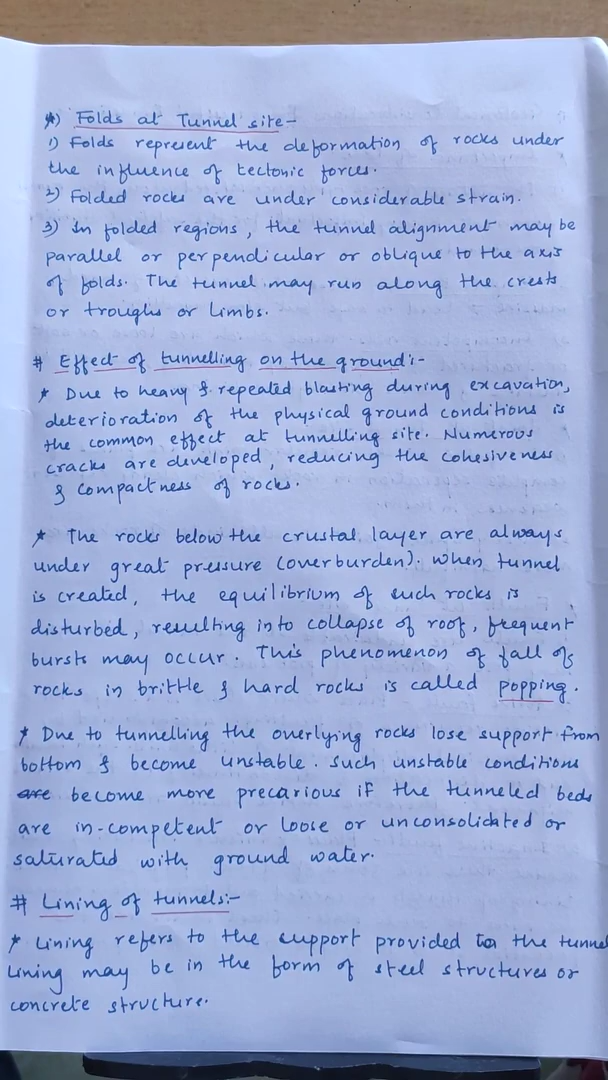 *) Folds at Tunnel site-
1) Folds represent the deformation of rocks under
the influence of tectonic forces.
2) Folded rocks are under considerable strain.
3) In folded regions, the tunnel alignment may be
parallel or perpendicular or oblique to the axis
of folds. The tunnel may run along the crests
or troughs or limbs.
# Effect of tunnelling on the ground:-
* Due to heavy & repeated blasting during excavation,
deterioration of the physical ground conditions is
the common effect at tunnelling site. Numerous
cracks are developed, reducing the cohesiveness
& compactness of rocks.
* The rocks below the crustal layer are always
under great pressure (overburden). When tunnel
is created, the equilibrium of such rocks is
disturbed, resulting into collapse of roof, frequent
bursts may occur. This phenomenon of fall of
rocks in brittle & hard rocks is called popping.
* Due to tunnelling the overlying rocks lose support from
bottom & become unstable. Such unstable conditions
are become more precarious if the tunneled beds
are in-competent or loose or unconsolidated or
saturated with ground water.
# Lining of tunnels:-
* Lining refers to the support provided to the tunnel
Lining may be in the form of steel structures or
concrete structure.